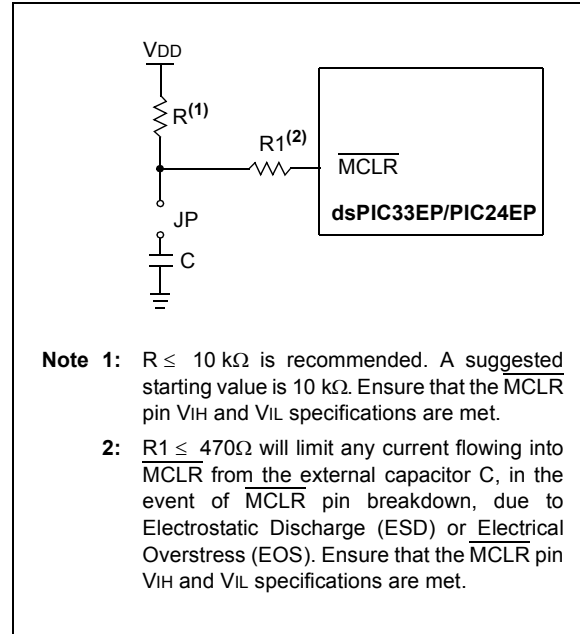 VDD
R(1)
R1(2)
MCLR
dsPIC33EP/PIC24EP
JP
C
Note 1: R ≤ 10 kΩ is recommended. A suggested
starting value is 10 kΩ. Ensure that the MCLR
pin VIH and VIL specifications are met.
2: R1 ≤ 470Ω will limit any current flowing into
MCLR from the external capacitor C, in the
event of MCLR pin breakdown, due to
Electrostatic Discharge (ESD) or Electrical
Overstress (EOS). Ensure that the MCLR pin
VIH and VIL specifications are met.